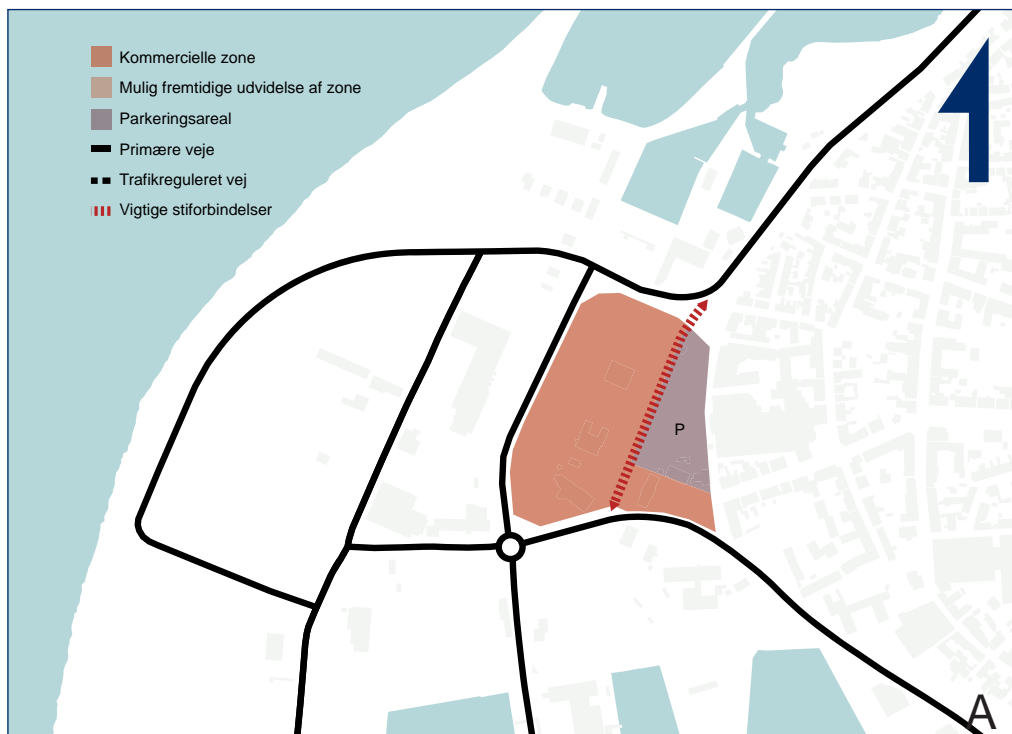 Kommercielle zone
Mulig fremtidige udvidelse af zone
Parkeringsareal
Primære veje
Trafikreguleret vej
Vigtige stiforbindelser
P
A